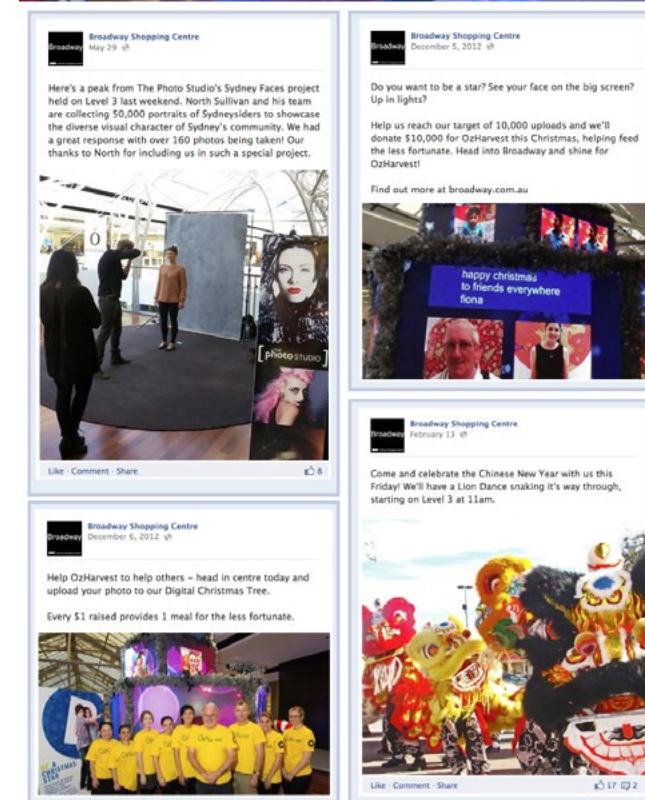 Broadway
Broadway Shopping Centre
May 29
Here's a peak from The Photo Studio's Sydney Faces project
held on Level 3 last weekend. North Sullivan and his team
are collecting 50,000 portraits of Sydneysiders to showcase
the diverse visual character of Sydney's community. We had
a great response with over 160 photos being taken! Our
thanks to North for including us in such a special project.
O
THE
[photo STUDIO]
Like · Comment · Share
8
Broadway
Broadway Shopping Centre
December 6, 2012
Help OzHarvest to help others – head in centre today and
upload your photo to our Digital Christmas Tree.
Every $1 raised provides 1 meal for the less fortunate.
A
CHRISTMAS
STAR
Broadway
Broadway Shopping Centre
December 5, 2012
Do you want to be a star? See your face on the big screen?
Up in lights?
Help us reach our target of 10,000 uploads and we'll
donate $10,000 for OzHarvest this Christmas, helping feed
the less fortunate. Head into Broadway and shine for
OzHarvest!
Find out more at broadway.com.au
happy christmas
to friends everywhere
fiona
Broadway
Broadway Shopping Centre
February 13
Come and celebrate the Chinese New Year with us this
Friday! We'll have a Lion Dance snaking it's way through,
starting on Level 3 at 11am.
Like · Comment · Share
17 2